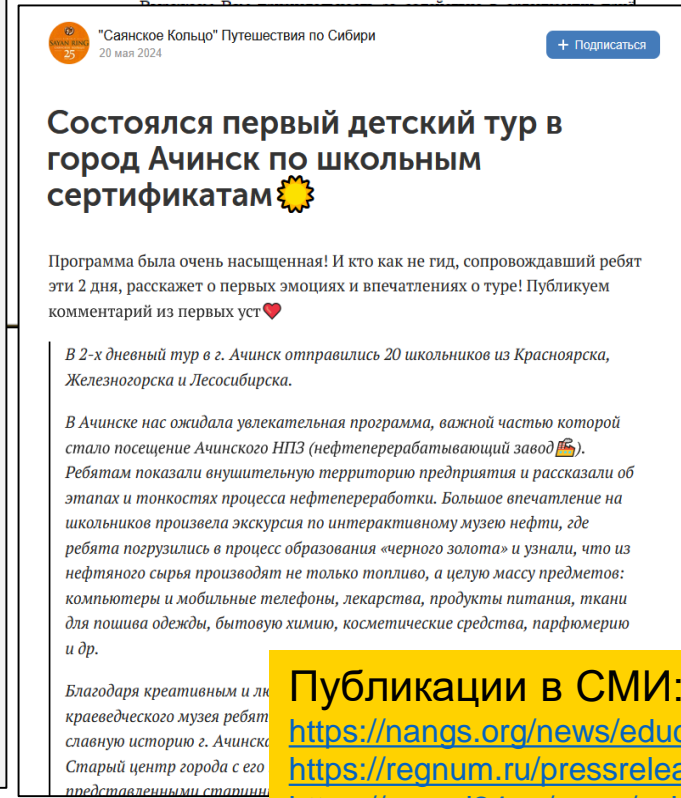 "Саянское Кольцо" Путешествия по Сибири
20 мая 2024
SAYAN RING
25
+ Подписаться
Состоялся первый детский тур в
город Ачинск по школьным
сертификатам
Программа была очень насыщенная! И кто как не гид, сопровождавший ребят
эти 2 дня, расскажет о первых эмоциях и впечатлениях о туре! Публикуем
комментарий из первых уст❤
В 2-х дневный тур в г. Ачинск отправились 20 школьников из Красноярска,
Железногорска и Лесосибирска.
В Ачинске нас ожидала увлекательная программа, важной частью которой
стало посещение Ачинского НПЗ (нефтеперерабатывающий завод🏭).
Ребятам показали внушительную территорию предприятия и рассказали об
этапах и тонкостях процесса нефтепереработки. Большое впечатление на
школьников произвела экскурсия по интерактивному музею нефти, где
ребята погрузились в процесс образования «черного золота» и узнали, что из
нефтяного сырья производят не только топливо, а целую массу предметов:
компьютеры и мобильные телефоны, лекарства, продукты питания, ткани
для пошива одежды, бытовую химию, косметические средства, парфюмерию
и др.
Благодаря креативным и
краеведческого музея ребят
славную историю г. Ачинск
Старый центр города с его
представленными
Публикации в СМИ:
https://nangs.org/news/educ
https://regnum.ru/pressrelea